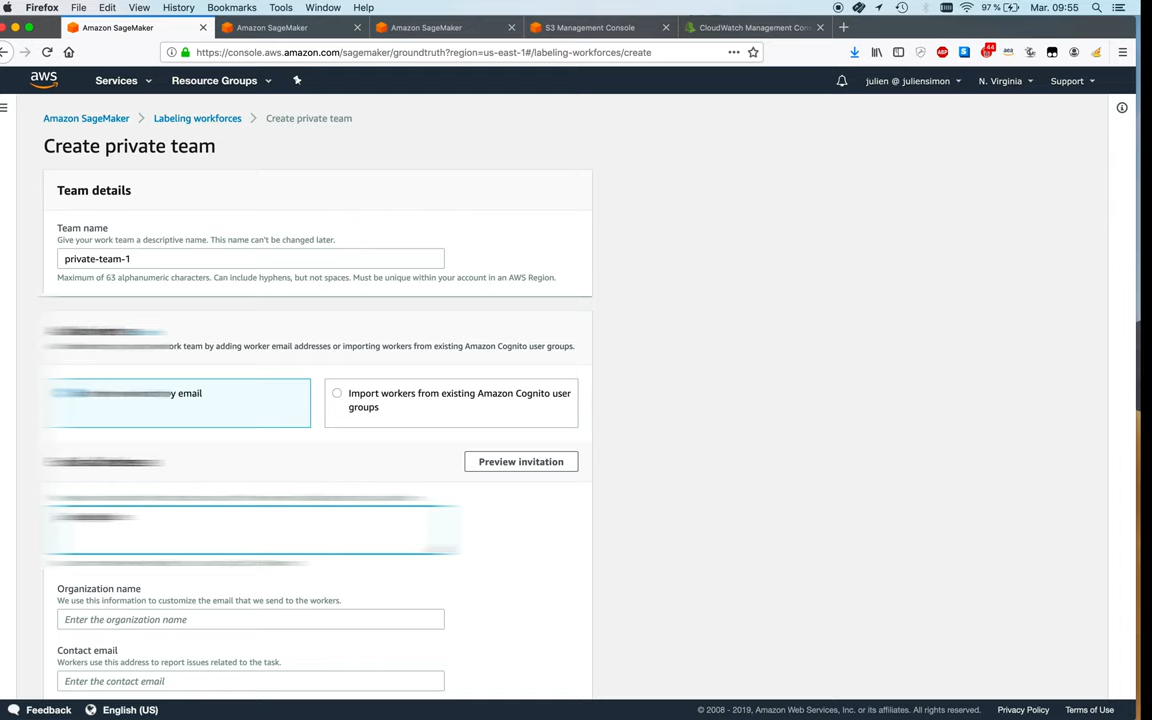 Firefox File Edit View History Bookmarks Tools Window Help 97 % Mar. 09:55
Amazon SageMaker Amazon SageMaker Amazon SageMaker S3 Management Console CloudWatch Management Con
https://console.aws.amazon.com/sagemaker/groundtruth?region=us-east-1#/labeling-workforces/create
aws Services Resource Groups julien @ juliensimon N. Virginia Support
Amazon SageMaker Labeling workforces Create private team
Create private team
Team details
Team name
Give your work team a descriptive name. This name can't be changed later.
private-team-1
Maximum of 63 alphanumeric characters. Can include hyphens, but not spaces. Must be unique within your account in an AWS Region.
team by adding worker email addresses or importing workers from existing Amazon Cognito user groups.
email
Import workers from existing Amazon Cognito user
groups
Preview invitation
Organization name
We use this information to customize the email that we send to the workers.
Enter the organization name
Contact email
Workers use this address to report issues related to the task.
Enter the contact email
Feedback English (US) © 2008 - 2019, Amazon Web Services, Inc. or its affiliates. All rights reserved. Privacy Policy Terms of Use